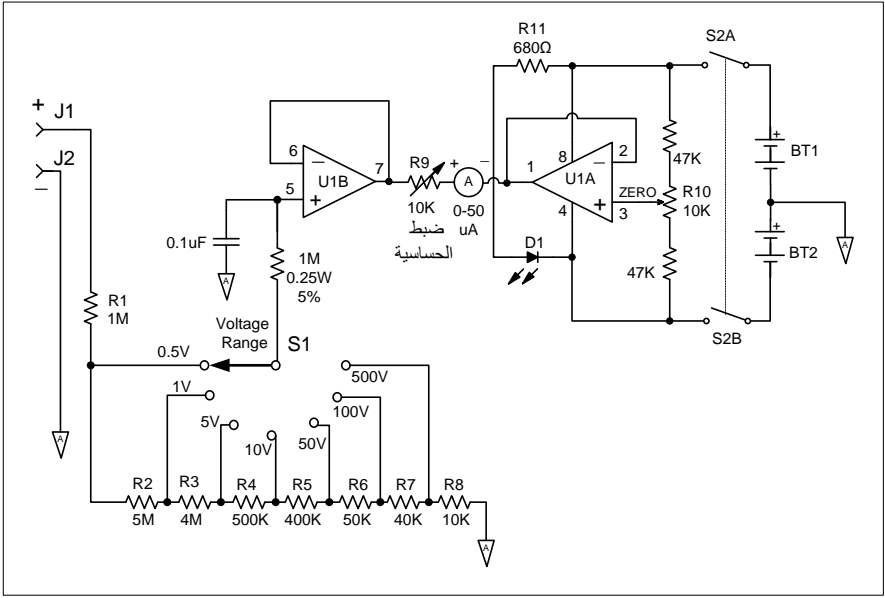 R11
680Ω
S2A
+ J1
J2
−
6
−
7
U1B
5
+
R9
10K
ضبط
الحساسية
+ −
A
0-50
uA
1
8
−
2
U1A
+
3
4
ZERO
47K
R10
10K
47K
+
BT1
+
BT2
A
D1
S2B
0.1uF
A
1M
0.25W
5%
R1
1M
Voltage
Range
S1
0.5V
1V
5V
10V
50V
100V
500V
A
R2 R3 R4 R5 R6 R7 R8
5M 4M 500K 400K 50K 40K 10K
A